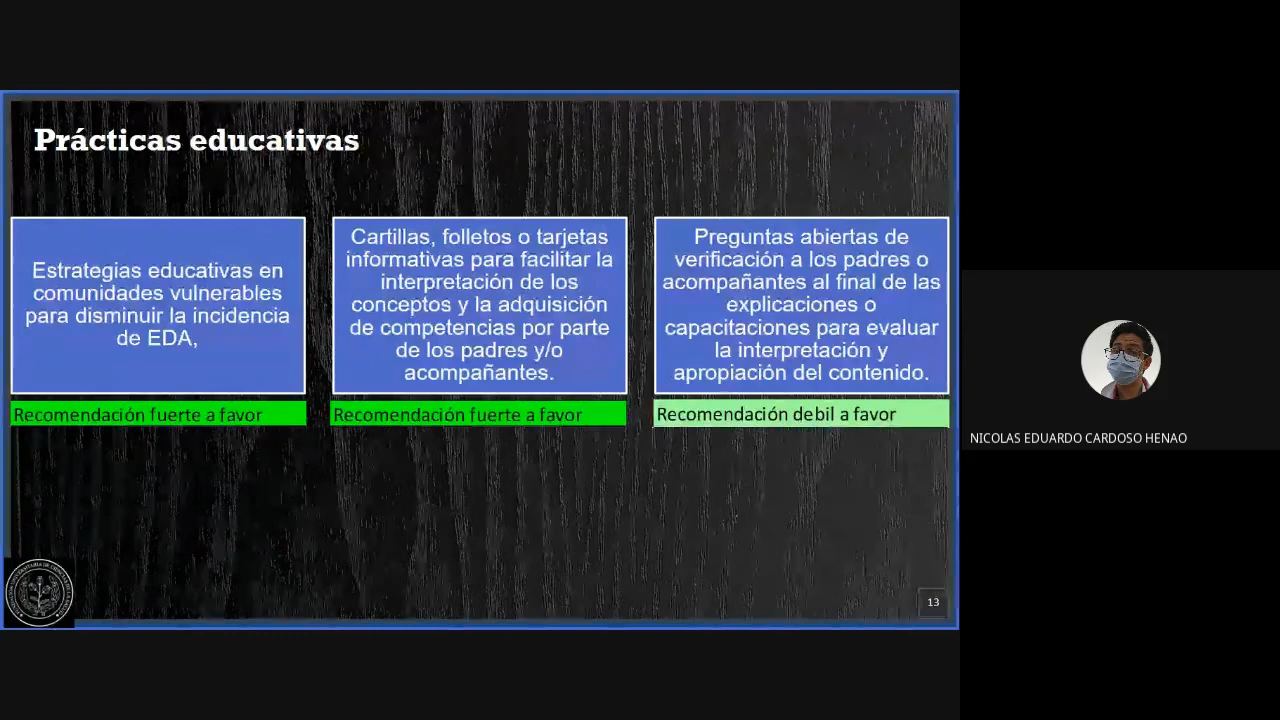 Prácticas educativas
Estrategias educativas en
comunidades vulnerables
para disminuir la incidencia
de EDA,
Recomendación fuerte a favor
Cartillas, folletos o tarjetas
informativas para facilitar la
interpretación de los
conceptos y la adquisición
de competencias por parte
de los padres y/o
acompañantes.
Recomendación fuerte a favor
Preguntas abiertas de
verificación a los padres o
acompañantes al final de las
explicaciones o
capacitaciones para evaluar
la interpretación y
apropiación del contenido.
Recomendación debil a favor
13
NICOLAS EDUARDO CARDOSO HENAO